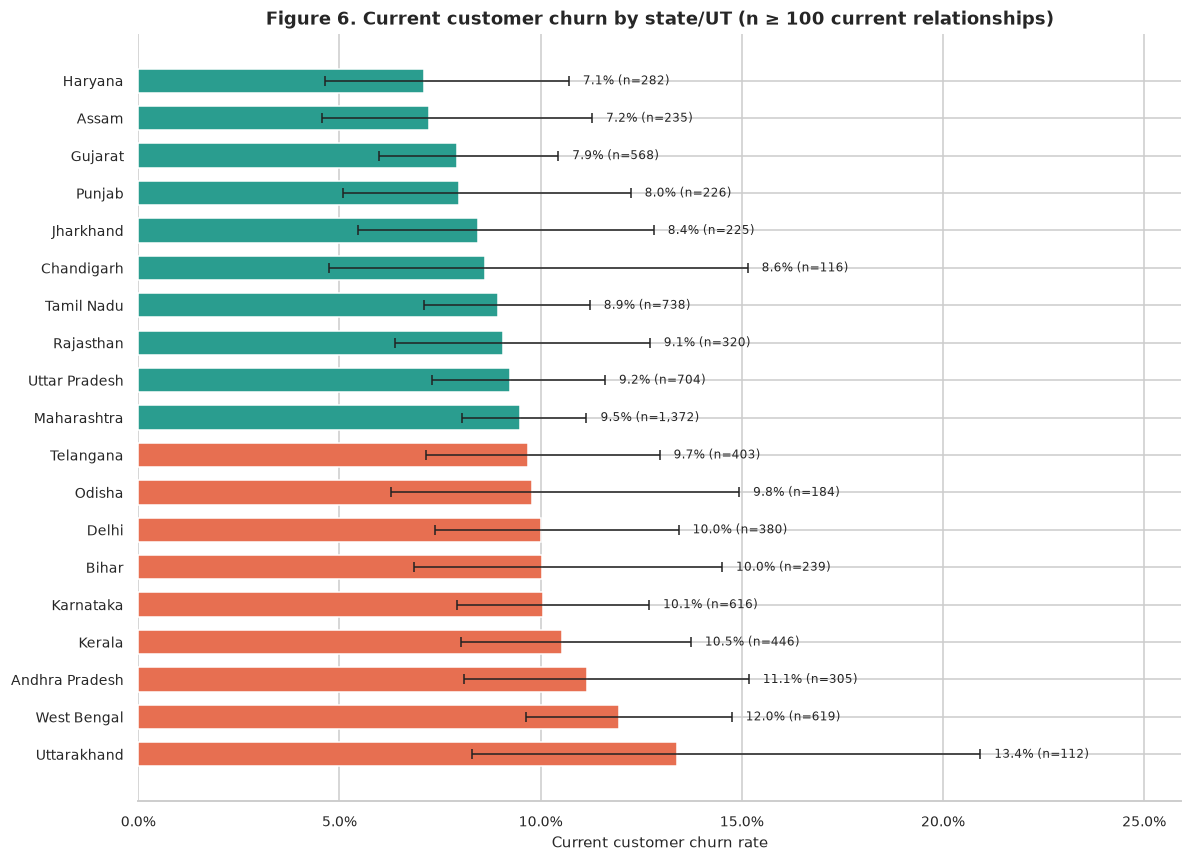 Figure 6. Current customer churn by state/UT (n ≥ 100 current relationships)
Haryana 7.1% (n=282)
Assam 7.2% (n=235)
Gujarat 7.9% (n=568)
Punjab 8.0% (n=226)
Jharkhand 8.4% (n=225)
Chandigarh 8.6% (n=116)
Tamil Nadu 8.9% (n=738)
Rajasthan 9.1% (n=320)
Uttar Pradesh 9.2% (n=704)
Maharashtra 9.5% (n=1,372)
Telangana 9.7% (n=403)
Odisha 9.8% (n=184)
Delhi 10.0% (n=380)
Bihar 10.0% (n=239)
Karnataka 10.1% (n=616)
Kerala 10.5% (n=446)
Andhra Pradesh 11.1% (n=305)
West Bengal 12.0% (n=619)
Uttarakhand 13.4% (n=112)
0.0% 5.0% 10.0% 15.0% 20.0% 25.0%
Current customer churn rate